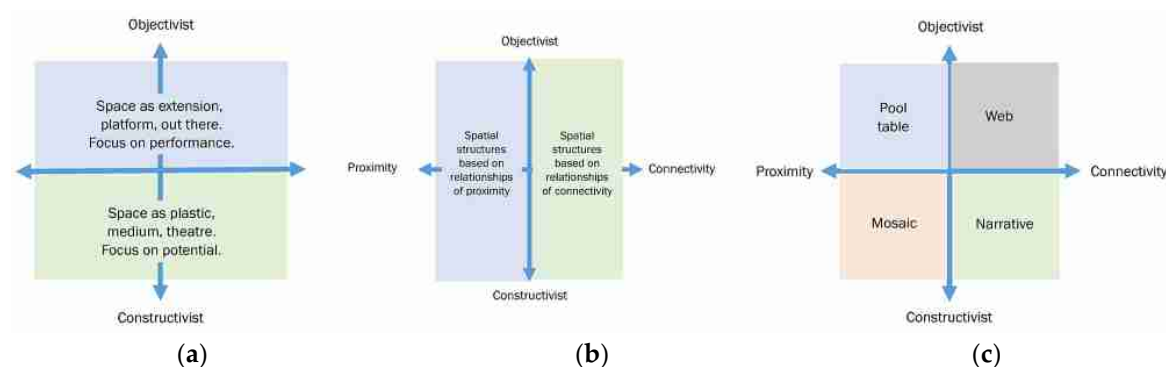 Objectivist
Space as extension,
platform, out there.
Focus on performance.
Space as plastic,
medium, theatre.
Focus on potential.
Constructivist
(a)
Objectivist
Spatial
structures
based on
relationships
of proximity
Spatial
structures
based on
relationships
of connectivity
Proximity
Connectivity
Constructivist
(b)
Objectivist
Pool
table
Web
Proximity
Connectivity
Mosaic
Narrative
Constructivist
(c)